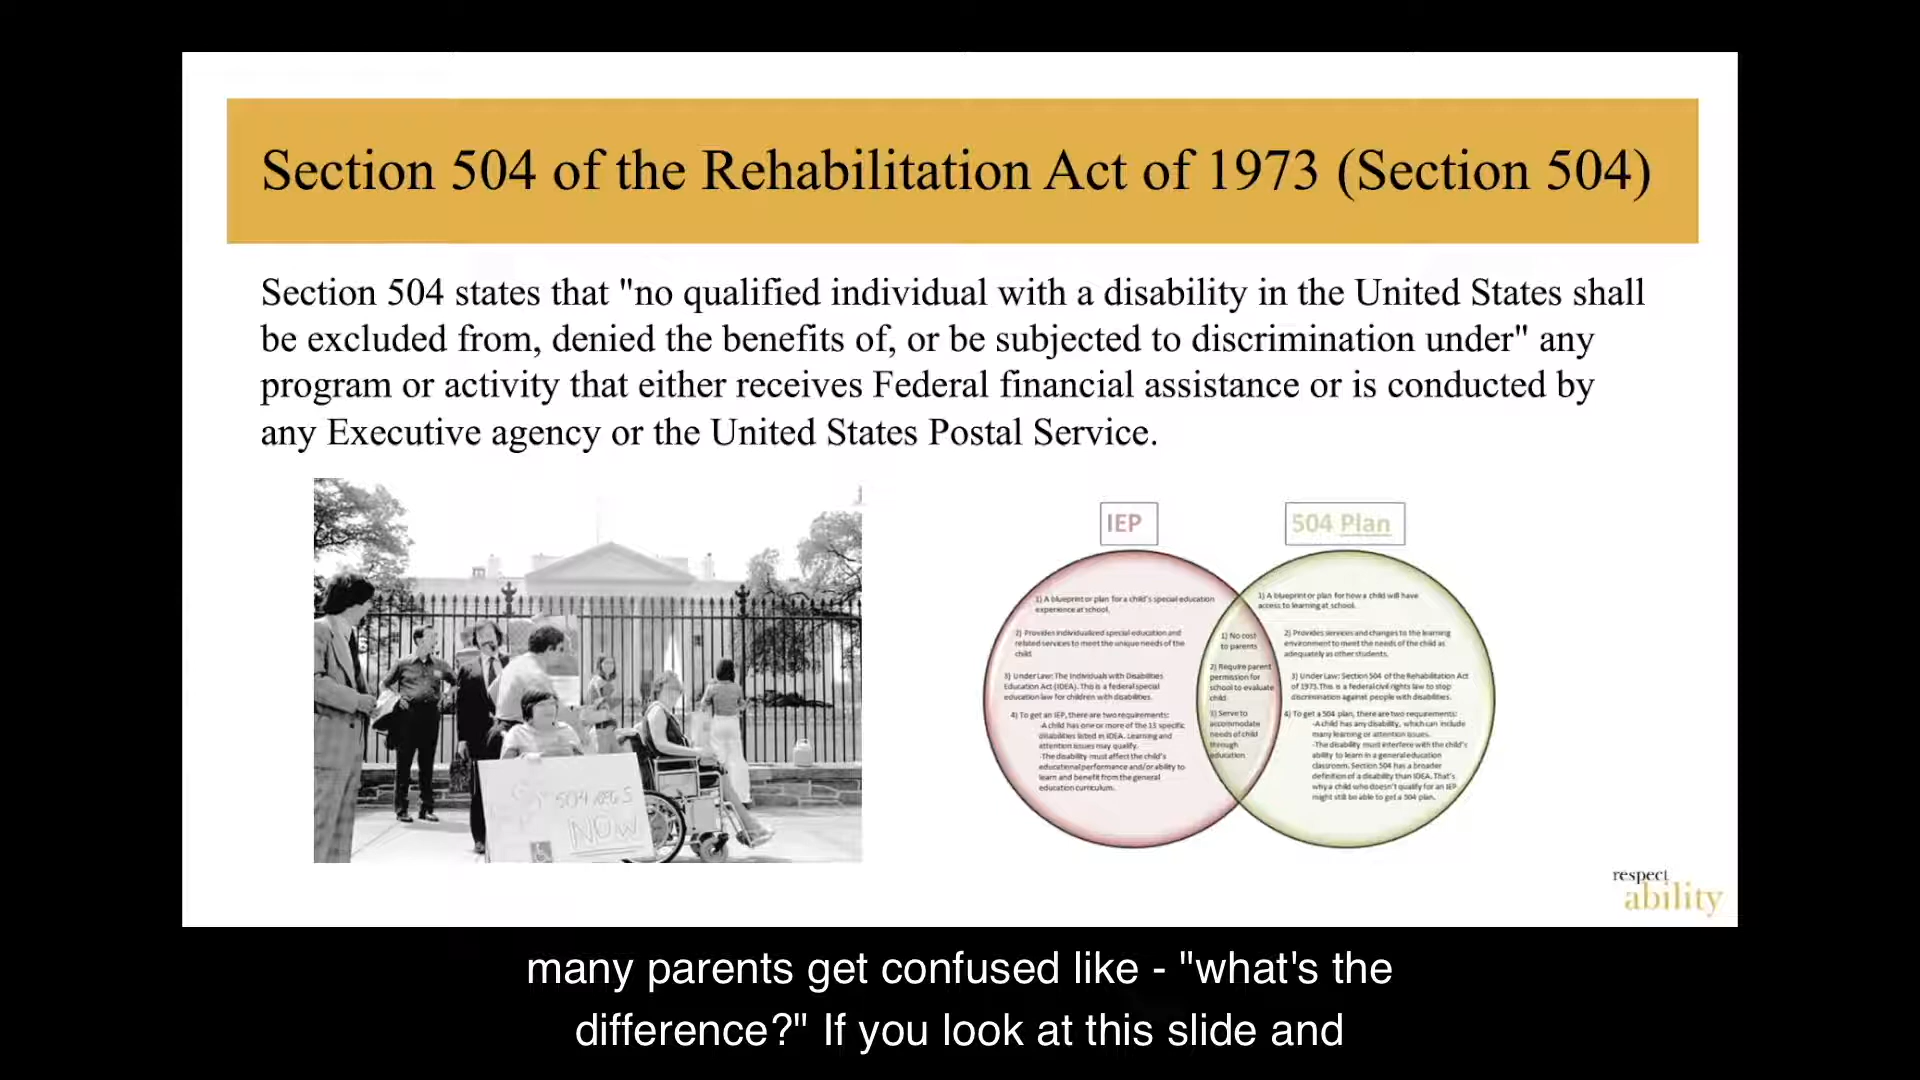 Section 504 of the Rehabilitation Act of 1973 (Section 504)
Section 504 states that "no qualified individual with a disability in the United States shall
be excluded from, denied the benefits of, or be subjected to discrimination under" any
program or activity that either receives Federal financial assistance or is conducted by
any Executive agency or the United States Postal Service.
504 REGS
NOW
IEP
1) A blueprint or plan for a child's special education
experience at school.
2) Provides individualized special education and
related services to meet the unique needs of the
child.
3) Under Law: The Individuals with Disabilities
Education Act (IDEA). This is a federal special
education law for children with disabilities.
4) To get an IEP, there are two requirements:
-A child has one or more of the 13 specific
disabilities listed in IDEA. Learning and
attention issues may qualify.
-The disability must affect the child's
educational performance and/or ability to
learn and benefit from the general
education curriculum.
1) No cost
to parents
2) Require parent
permission for
school to evaluate
child
3) Serve to
accommodate
needs of child
through
education
504 Plan
1) A blueprint or plan for how a child will have
access to learning at school.
2) Provides services and changes to the learning
environment to meet the needs of the child as
adequately as other students.
3) Under Law: Section 504 of the Rehabilitation Act
of 1973. This is a federal civil rights law to stop
discrimination against people with disabilities.
4) To get a 504 plan, there are two requirements:
-A child has any disability, which can include
many learning or attention issues.
-The disability must interfere with the child's
ability to learn in a general education
classroom. Section 504 has a broader
definition of a disability than IDEA. That's
why a child who doesn't qualify for an IEP
might still be able to get a 504 plan.
respect
ability
many parents get confused like - "what's the
difference?" If you look at this slide and